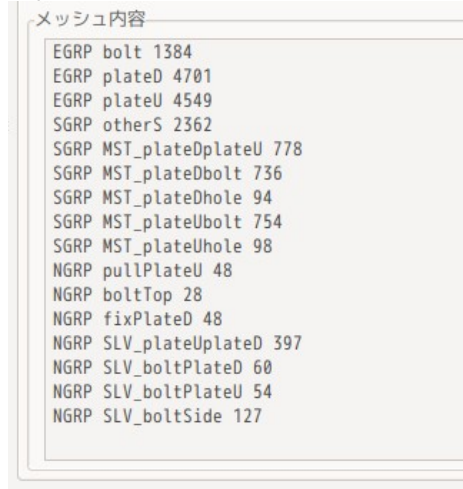 メッシュ内容
EGRP bolt 1384
EGRP plateD 4701
EGRP plateU 4549
SGRP otherS 2362
SGRP MST_plateDplateU 778
SGRP MST_plateDbolt 736
SGRP MST_plateDhole 94
SGRP MST_plateUbolt 754
SGRP MST_plateUhole 98
NGRP pullPlateU 48
NGRP boltTop 28
NGRP fixPlateD 48
NGRP SLV_plateUplateD 397
NGRP SLV_boltPlateD 60
NGRP SLV_boltPlateU 54
NGRP SLV_boltSide 127